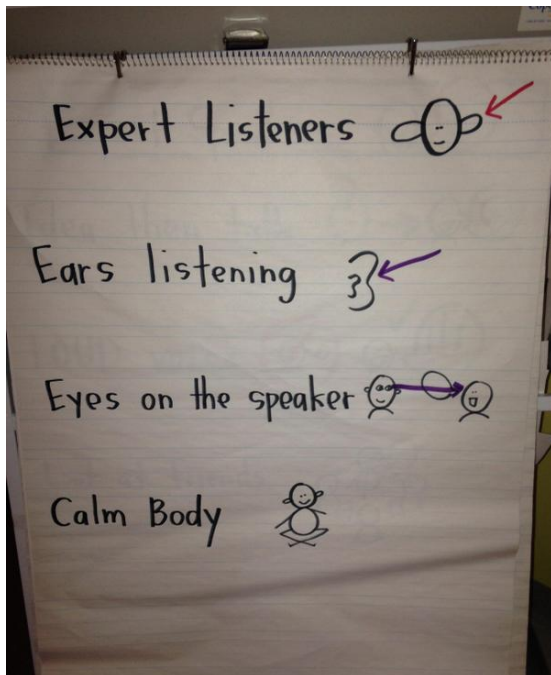 Expert Listeners
Ears listening
Eyes on the speaker
Calm Body